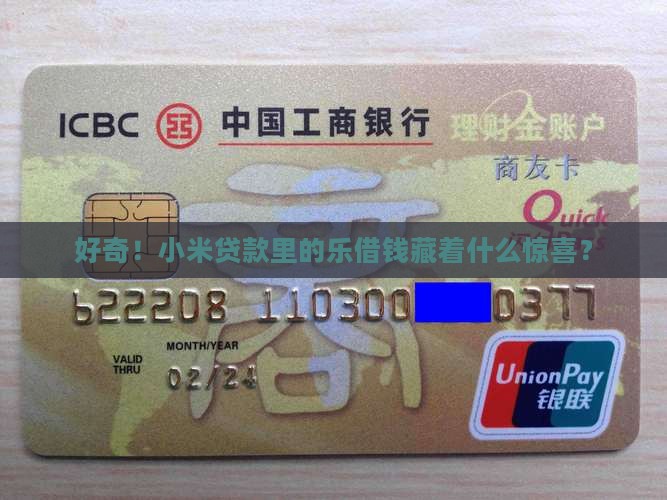 ICBC 中国工商银行 理财金账户
商友卡
Quick
好奇！小米贷款里的乐借钱藏着什么惊喜？
622208 110300 0377
MONTH/YEAR
VALID THRU
02/24
UnionPay
银联